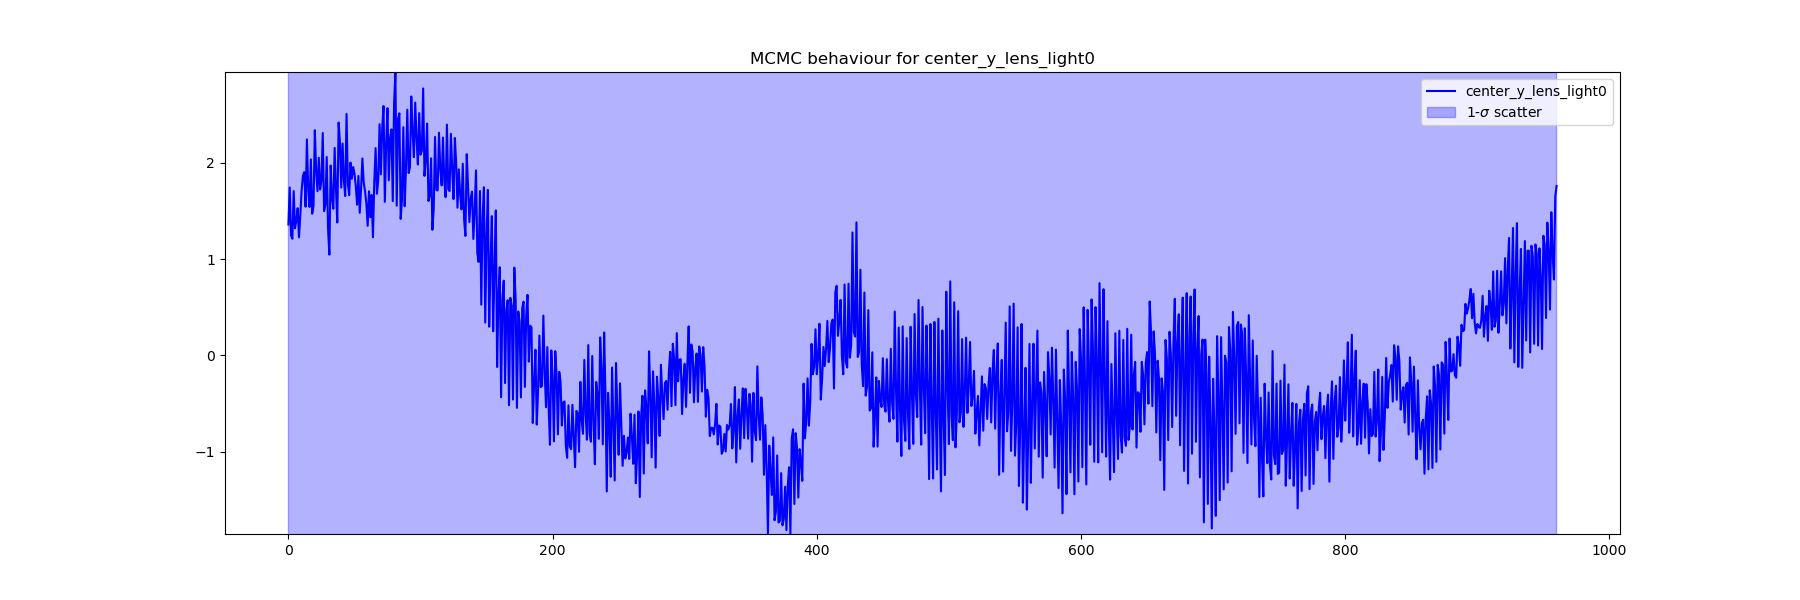 MCMC behaviour for center_y_lens_light0
center_y_lens_light0
1-σ scatter
2
1
0
−1
0 200 400 600 800 1000